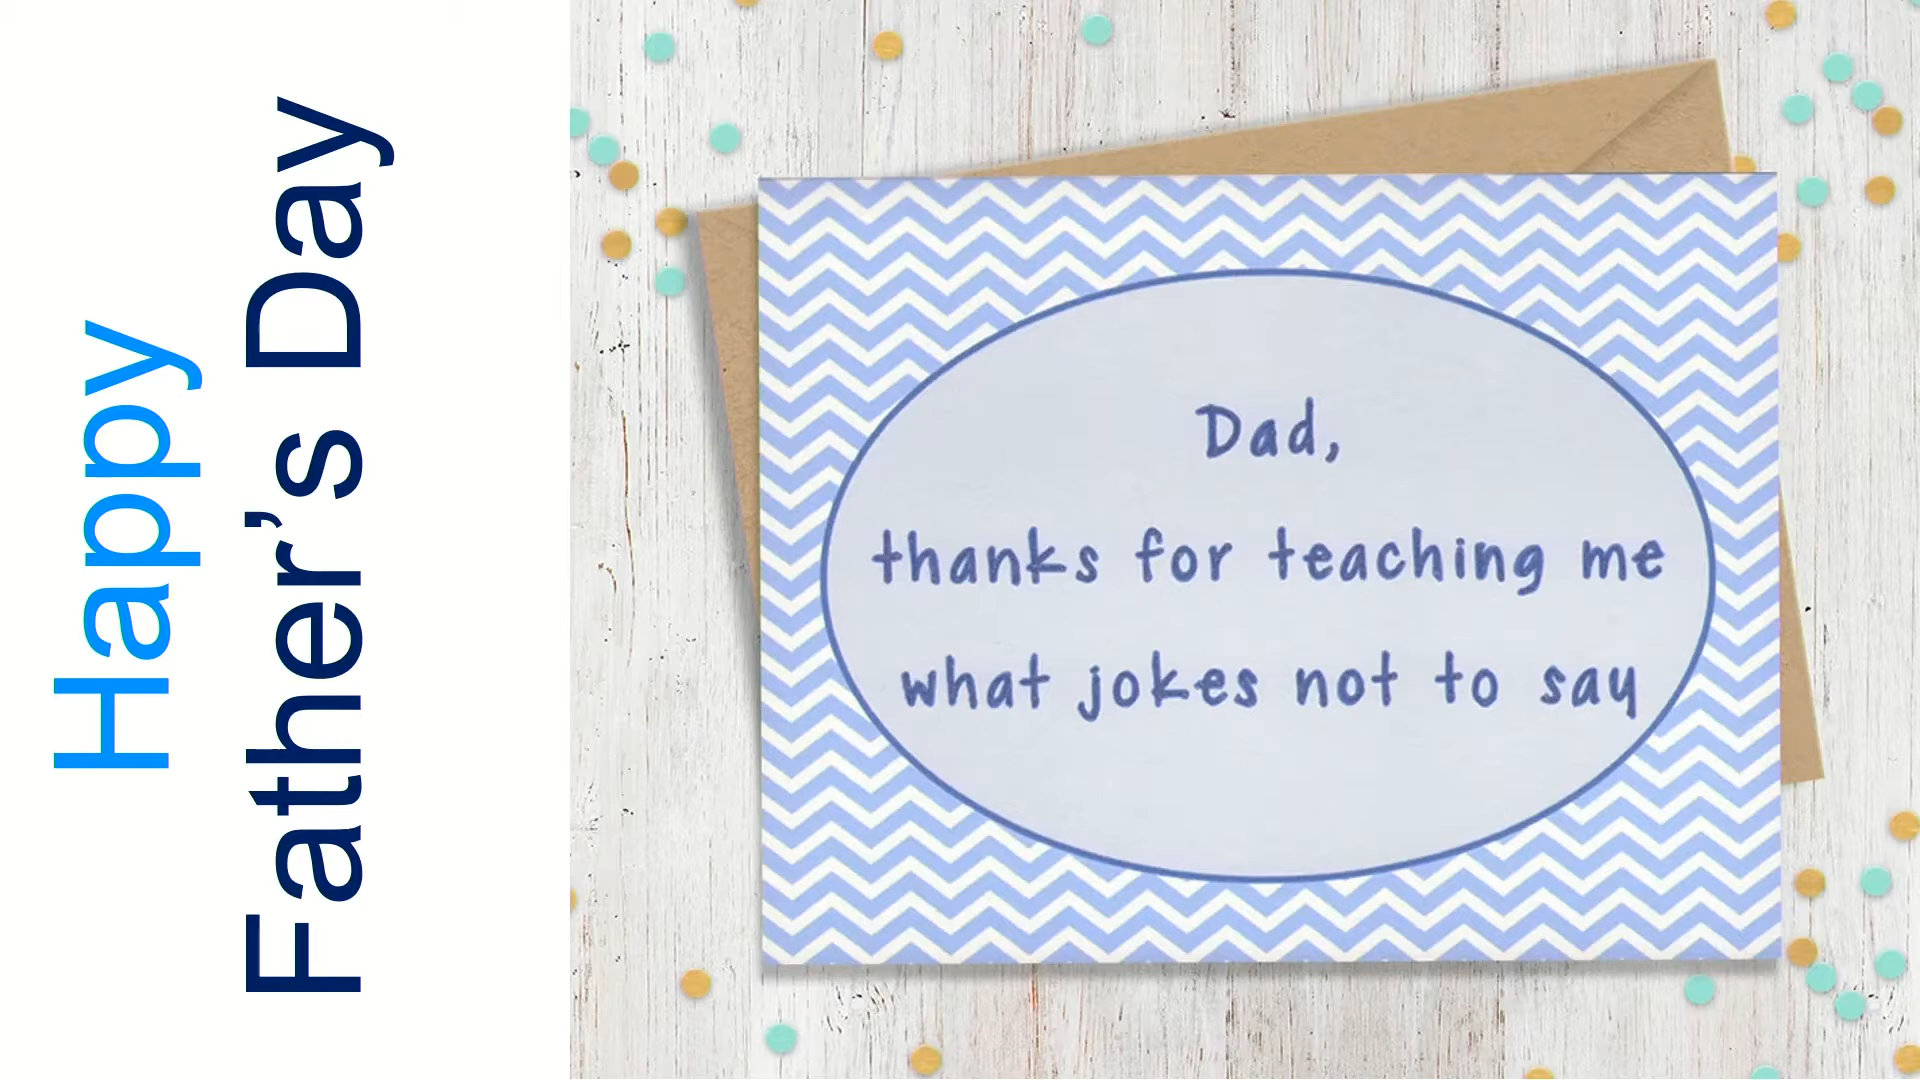 Happy
Father’s Day
Dad,
thanks for teaching me
what jokes not to say